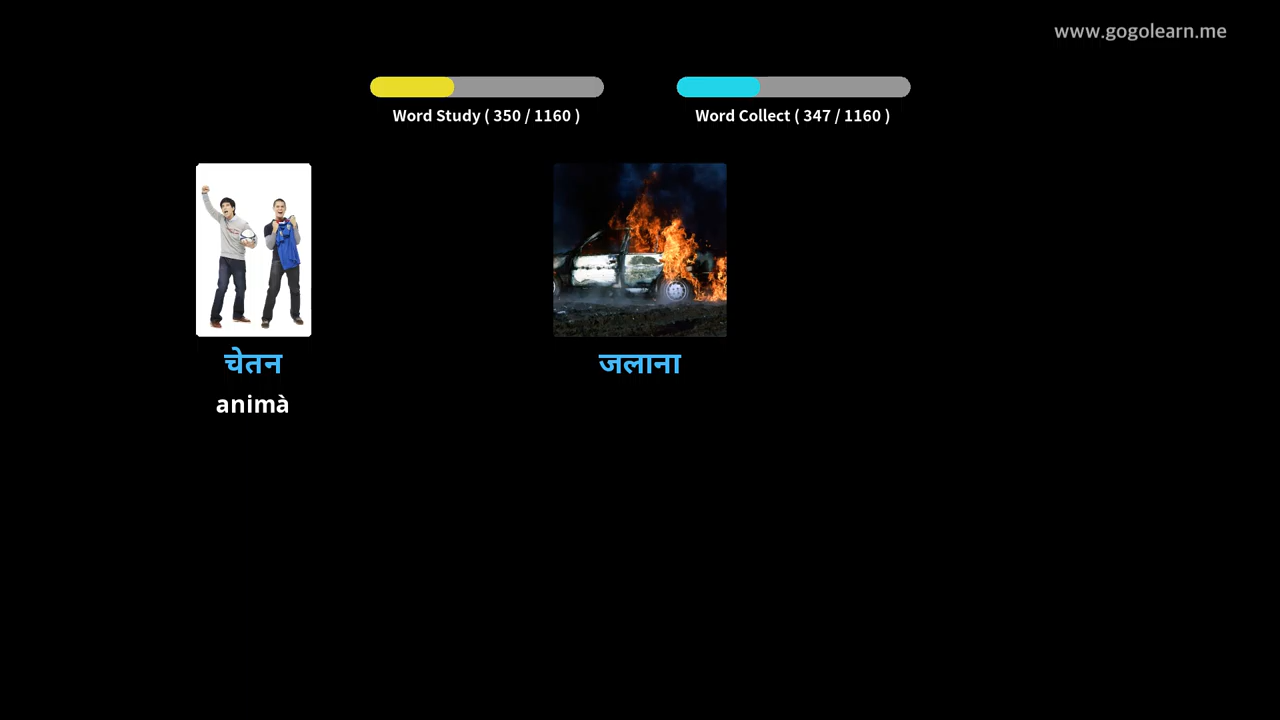 www.gogolearn.me
Word Study ( 350 / 1160 )
Word Collect ( 347 / 1160 )
चेतन
जलाना
animà